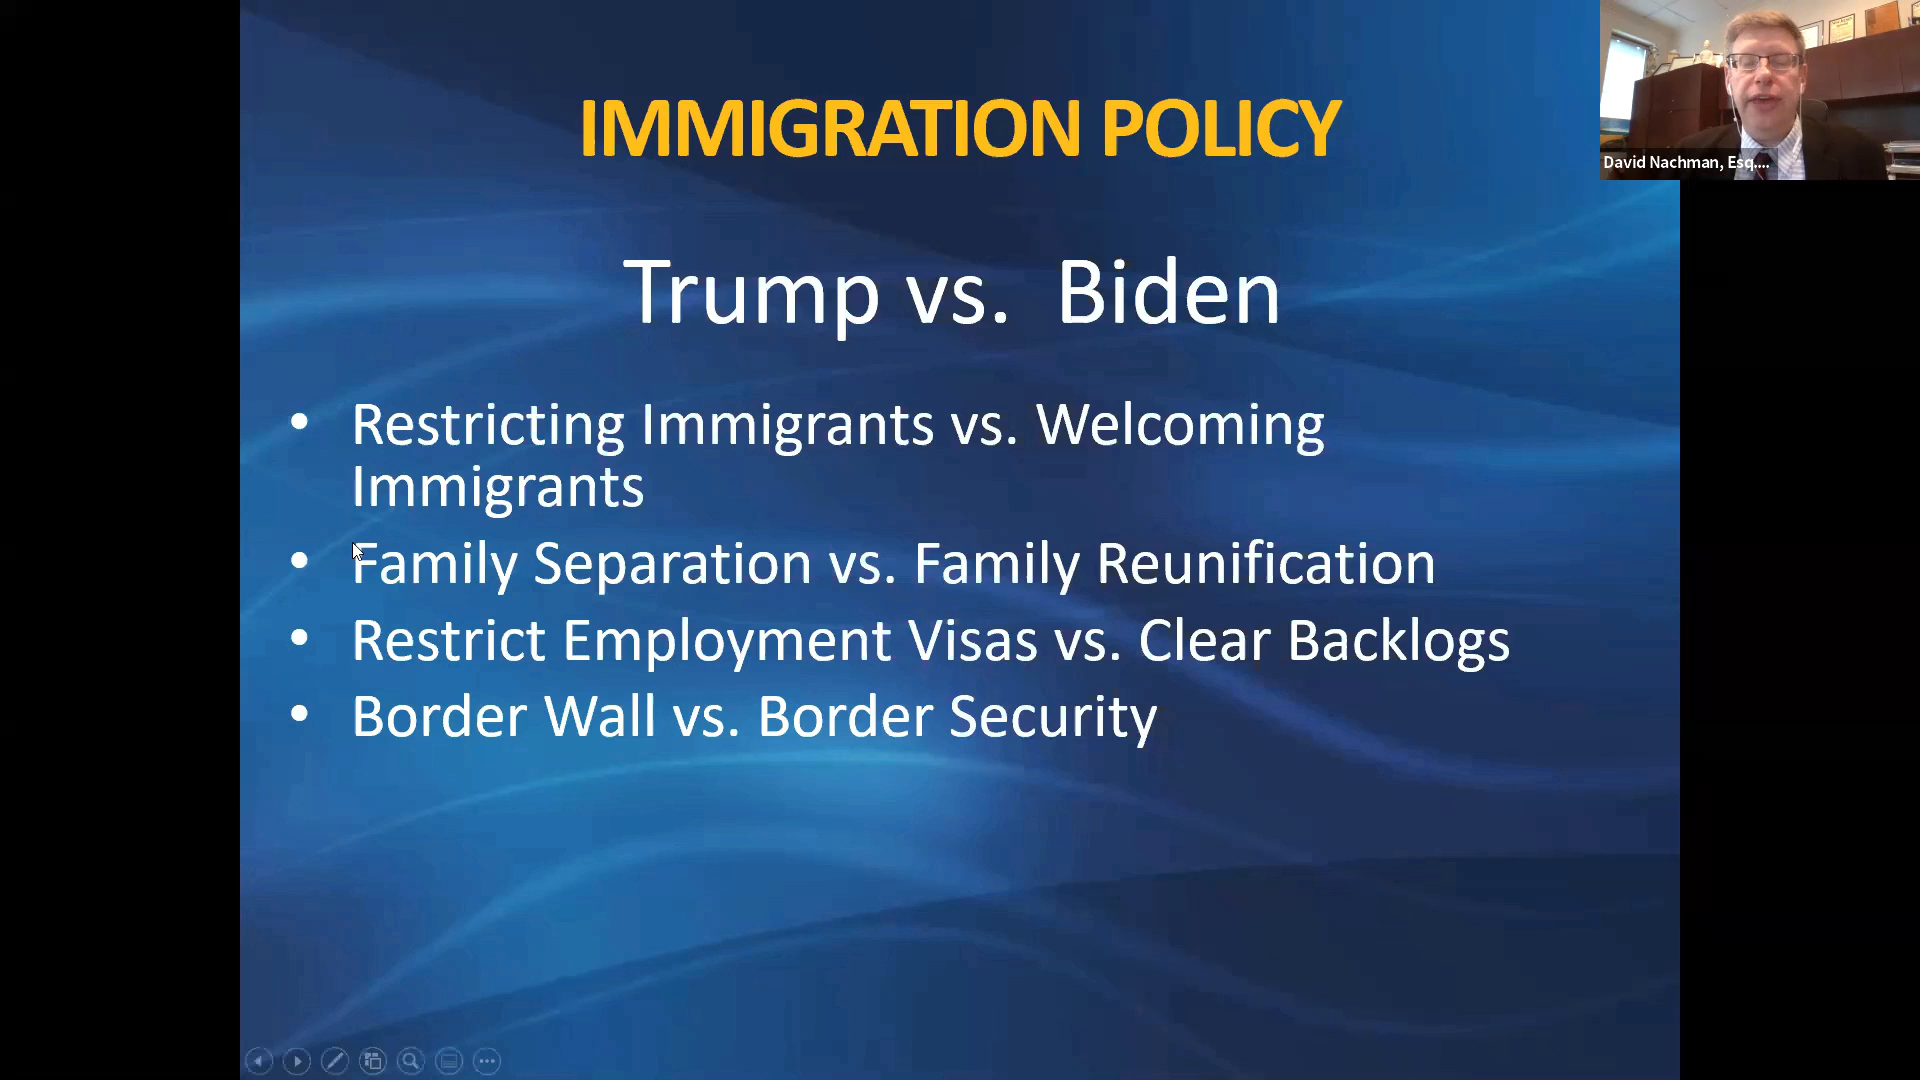 IMMIGRATION POLICY
David Nachman, Esq....
Trump vs. Biden
• Restricting Immigrants vs. Welcoming
Immigrants
• Family Separation vs. Family Reunification
• Restrict Employment Visas vs. Clear Backlogs
• Border Wall vs. Border Security